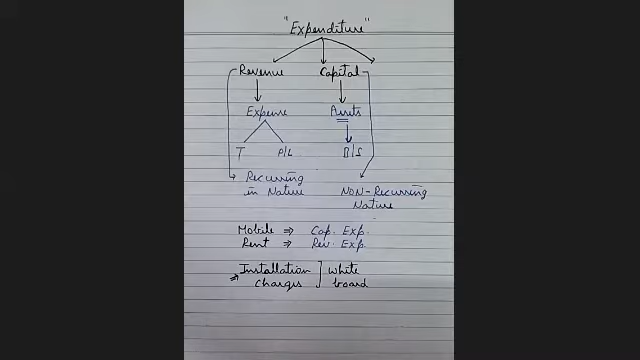 "Expenditure"
Revenue Capital
Expense Assets
T P/L B/S
Recurring in Nature
NON-Recurring Nature
Mobile ⇒ Cap. Exp.
Rent ⇒ Rev. Exp.
⇒ Installation ] white
charges board